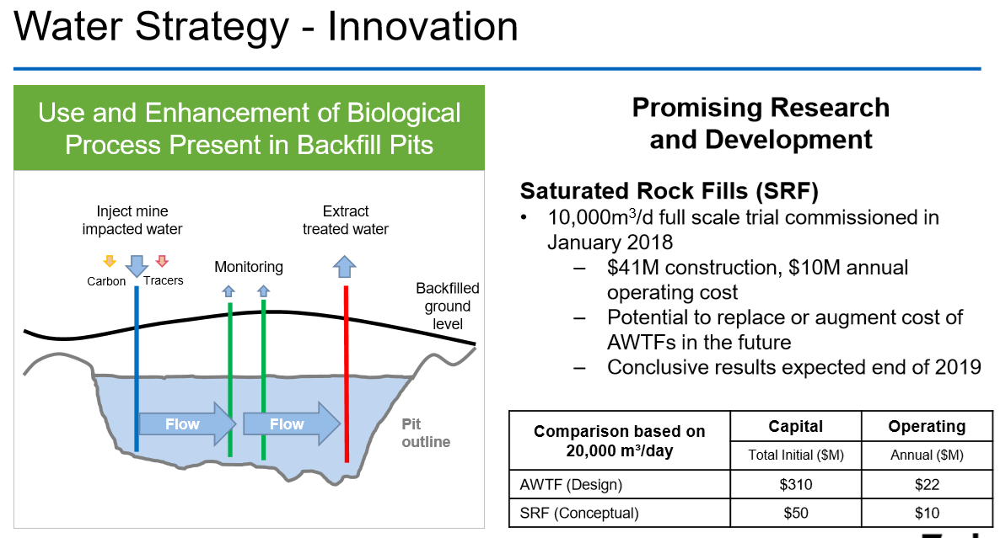 Water Strategy - Innovation
Use and Enhancement of Biological
Process Present in Backfill Pits
Inject mine
impacted water
Carbon
Tracers
Monitoring
Extract
treated water
Backfilled
ground
level
Flow
Flow
Pit
outline
Promising Research
and Development
Saturated Rock Fills (SRF)
• 10,000m³/d full scale trial commissioned in
January 2018
– $41M construction, $10M annual
operating cost
– Potential to replace or augment cost of
AWTFs in the future
– Conclusive results expected end of 2019
Comparison based on
20,000 m³/day
Capital
Operating
Total Initial ($M)
Annual ($M)
AWTF (Design) $310 $22
SRF (Conceptual) $50 $10